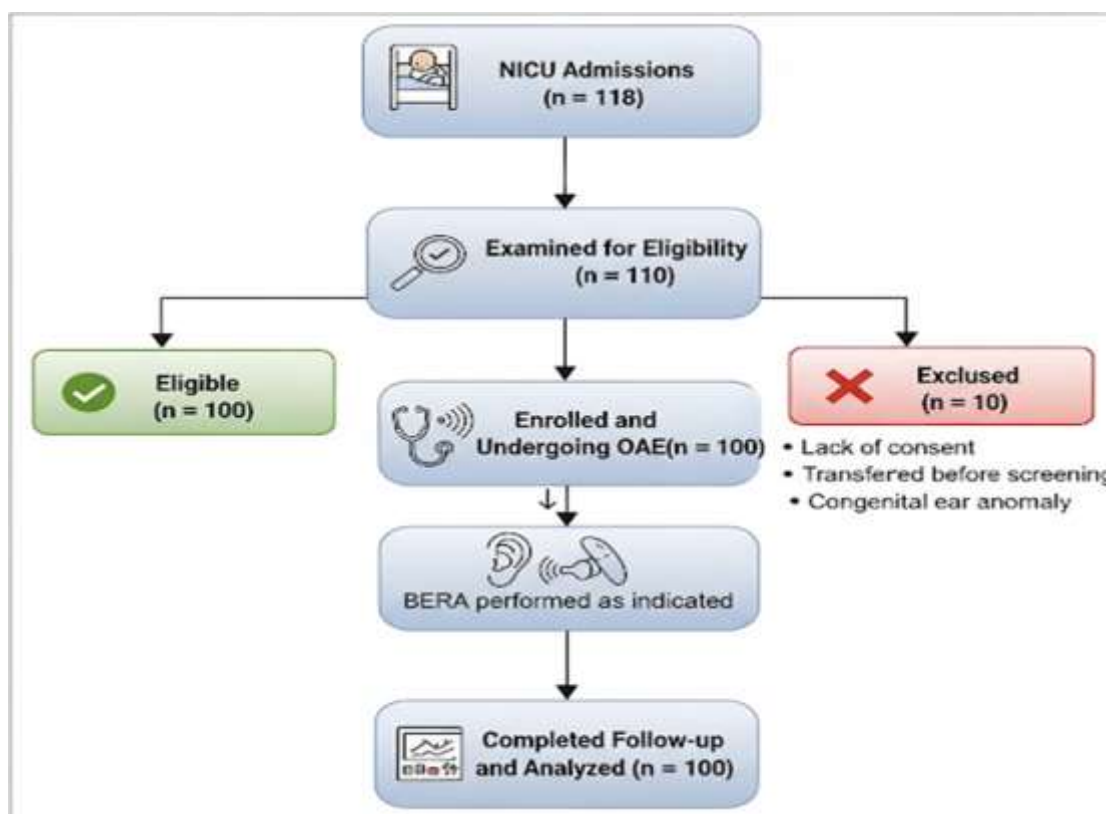 NICU Admissions
(n = 118)
Examined for Eligibility
(n = 110)
Eligible
(n = 100)
Enrolled and
Undergoing OAE(n = 100)
Exclused
(n = 10)
• Lack of consent
• Transferred before screening
• Congenital ear anomaly
BERA performed as indicated
Completed Follow-up
and Analyzed (n = 100)